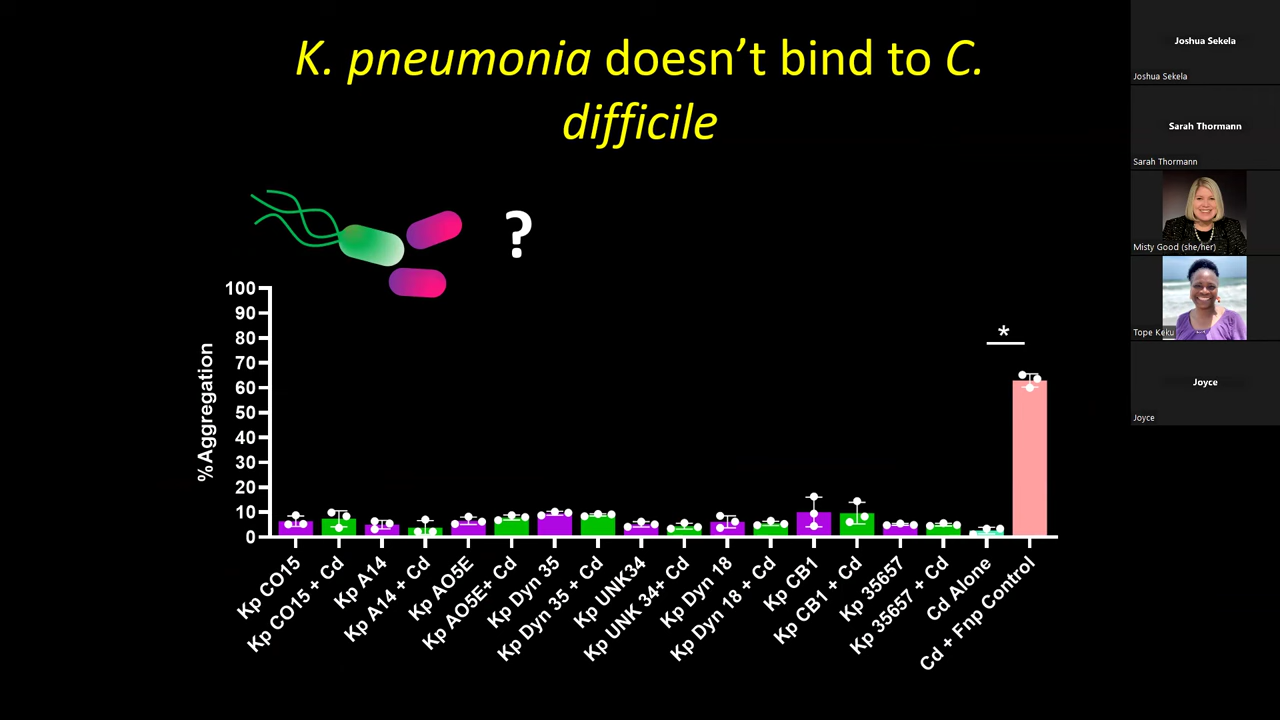 K. pneumonia doesn't bind to C.
difficile
?
100
90
80
70
60
50
40
30
20
10
0
%Aggregation
*
Kp CO15
Kp CO15 + Cd
Kp A14
Kp A14 + Cd
Kp AO5E
Kp AO5E+ Cd
Kp Dyn 35
Kp Dyn 35 + Cd
Kp UNK34
Kp UNK 34+ Cd
Kp Dyn 18
Kp Dyn 18 + Cd
Kp CB1
Kp CB1 + Cd
Kp 35657
Kp 35657 + Cd
Cd Alone
Cd + Fnp Control
Joshua Sekela
Joshua Sekela
Sarah Thormann
Sarah Thormann
Misty Good (she/her)
Tope Keku
Joyce
Joyce